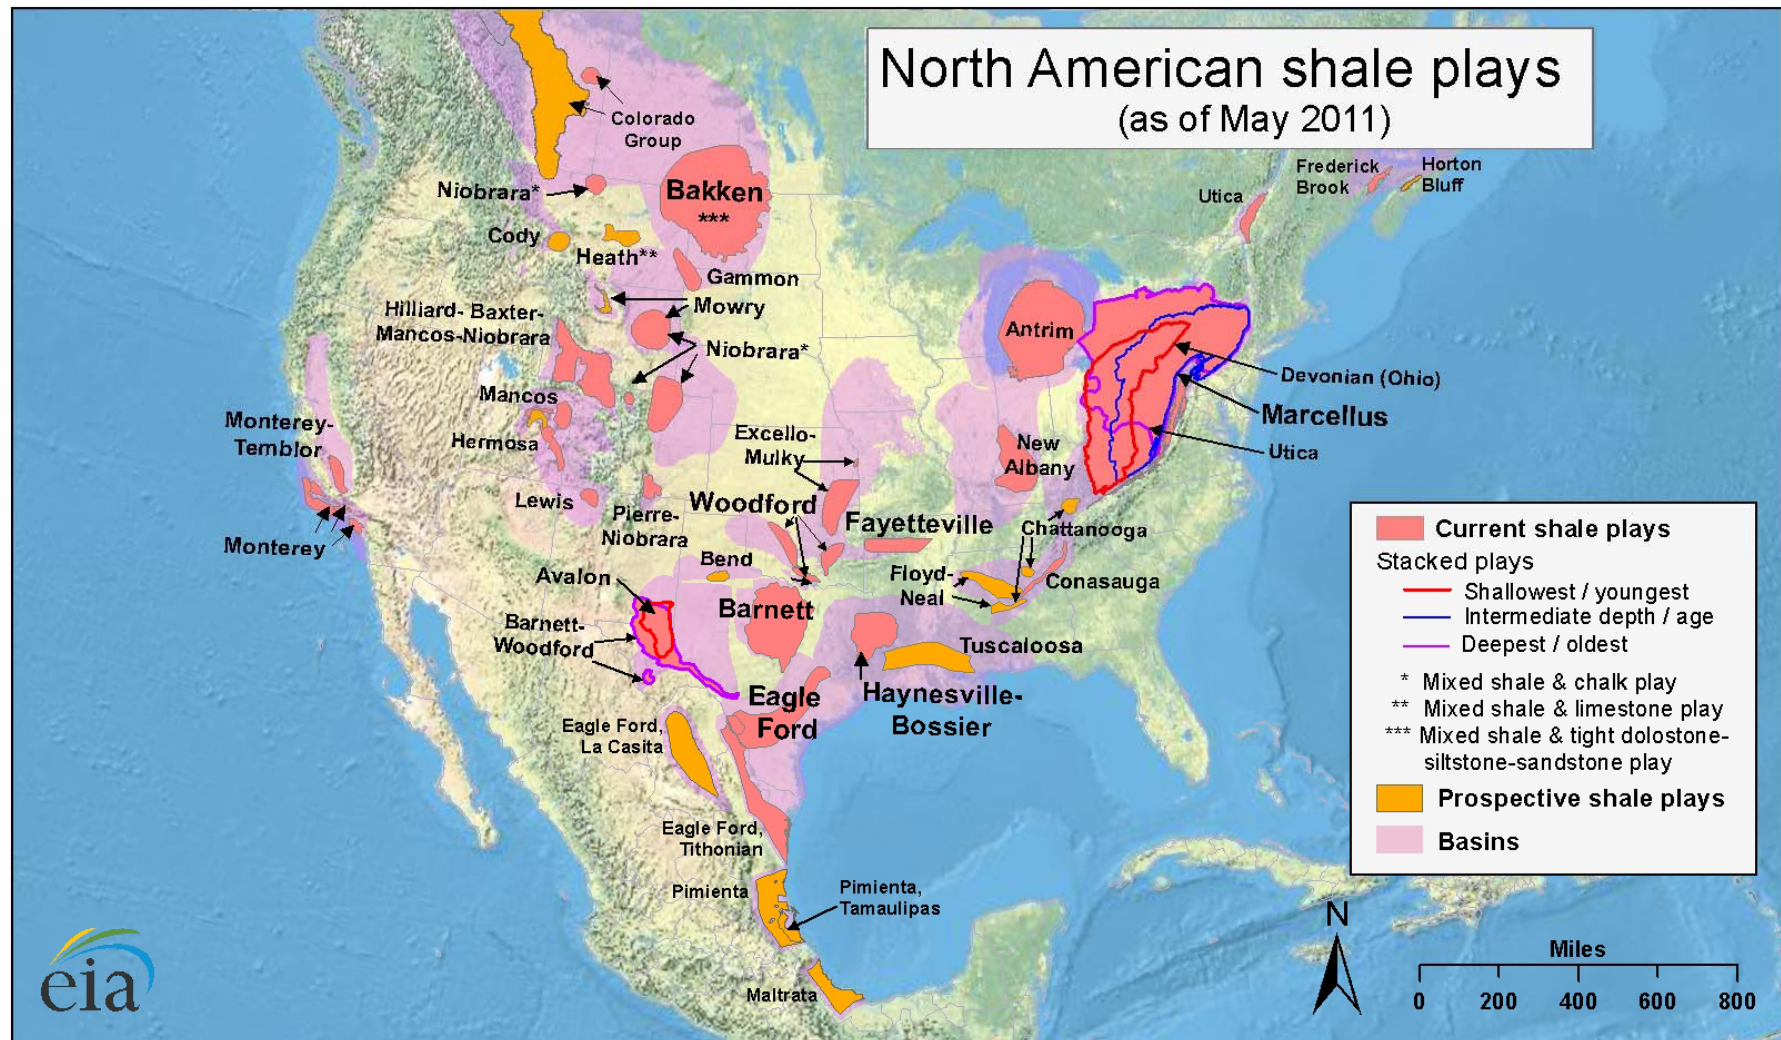 North American shale plays
(as of May 2011)
Colorado
Group
Niobrara*
Bakken
***
Cody
Heath**
Gammon
Mowry
Hilliard- Baxter-
Mancos-Niobrara
Niobrara*
Mancos
Hermosa
Monterey-
Temblor
Monterey
Lewis
Pierre-
Niobrara
Excello-
Mulky
Woodford
Fayetteville
Bend
Avalon
Barnett
Barnett-
Woodford
Eagle
Ford
Eagle Ford,
La Casita
Eagle Ford,
Tithonian
Pimienta
Pimienta,
Tamaulipas
Maltrata
Haynesville-
Bossier
Tuscaloosa
Floyd-
Neal
Conasauga
Chattanooga
New
Albany
Antrim
Devonian (Ohio)
Marcellus
Utica
Utica
Frederick
Brook
Horton
Bluff
Current shale plays
Stacked plays
Shallowest / youngest
Intermediate depth / age
Deepest / oldest
* Mixed shale & chalk play
** Mixed shale & limestone play
*** Mixed shale & tight dolostone-
siltstone-sandstone play
Prospective shale plays
Basins
N
Miles
0 200 400 600 800
eia